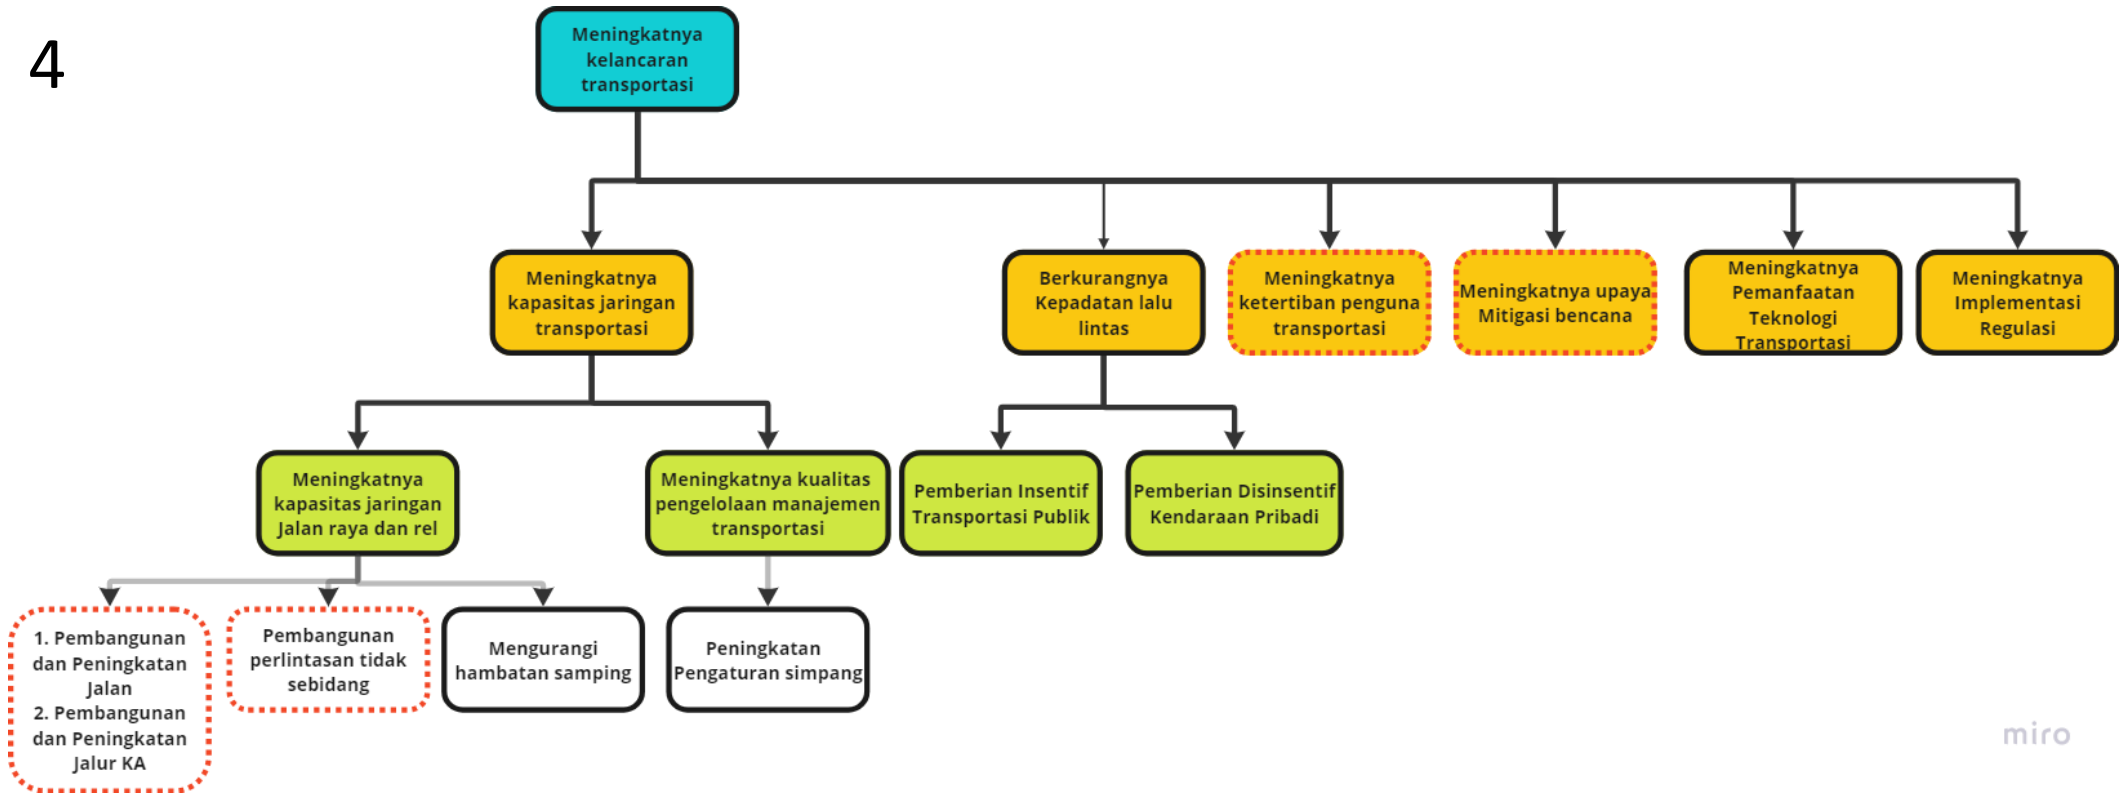 4
Meningkatnya
kelancaran
transportasi
Meningkatnya
kapasitas jaringan
transportasi
Berkurangnya
Kepadatan lalu
lintas
Meningkatnya
ketertiban penguna
transportasi
Meningkatnya upaya
Mitigasi bencana
Meningkatnya
Pemanfaatan
Teknologi
Transportasi
Meningkatnya
Implementasi
Regulasi
Meningkatnya
kapasitas jaringan
Jalan raya dan rel
Meningkatnya kualitas
pengelolaan manajemen
transportasi
Pemberian Insentif
Transportasi Publik
Pemberian Disinsentif
Kendaraan Pribadi
1. Pembangunan
dan Peningkatan
Jalan
2. Pembangunan
dan Peningkatan
Jalur KA
Pembangunan
perlintasan tidak
sebidang
Mengurangi
hambatan samping
Peningkatan
Pengaturan simpang
miro